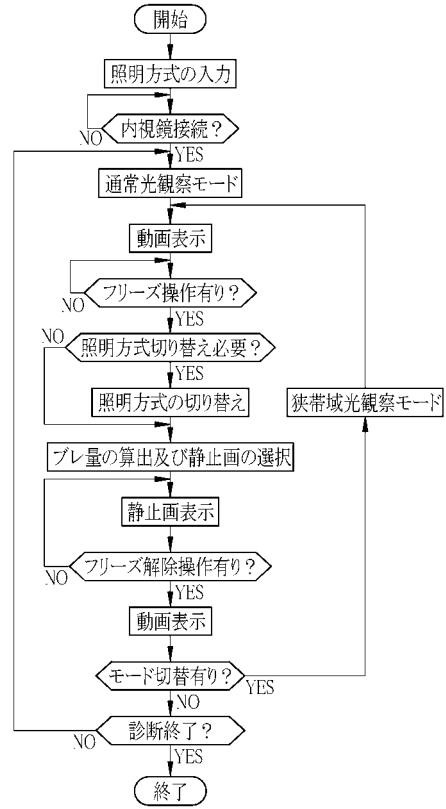 開始
照明方式の入力
内視鏡接続？
NO
YES
通常光観察モード
動画表示
フリーズ操作有り？
NO
YES
照明方式切り替え必要？
NO
YES
照明方式の切り替え
狭帯域光観察モード
ブレ量の算出及び静止画の選択
静止画表示
フリーズ解除操作有り？
NO
YES
動画表示
モード切替有り？
YES
NO
診断終了？
NO
YES
終了